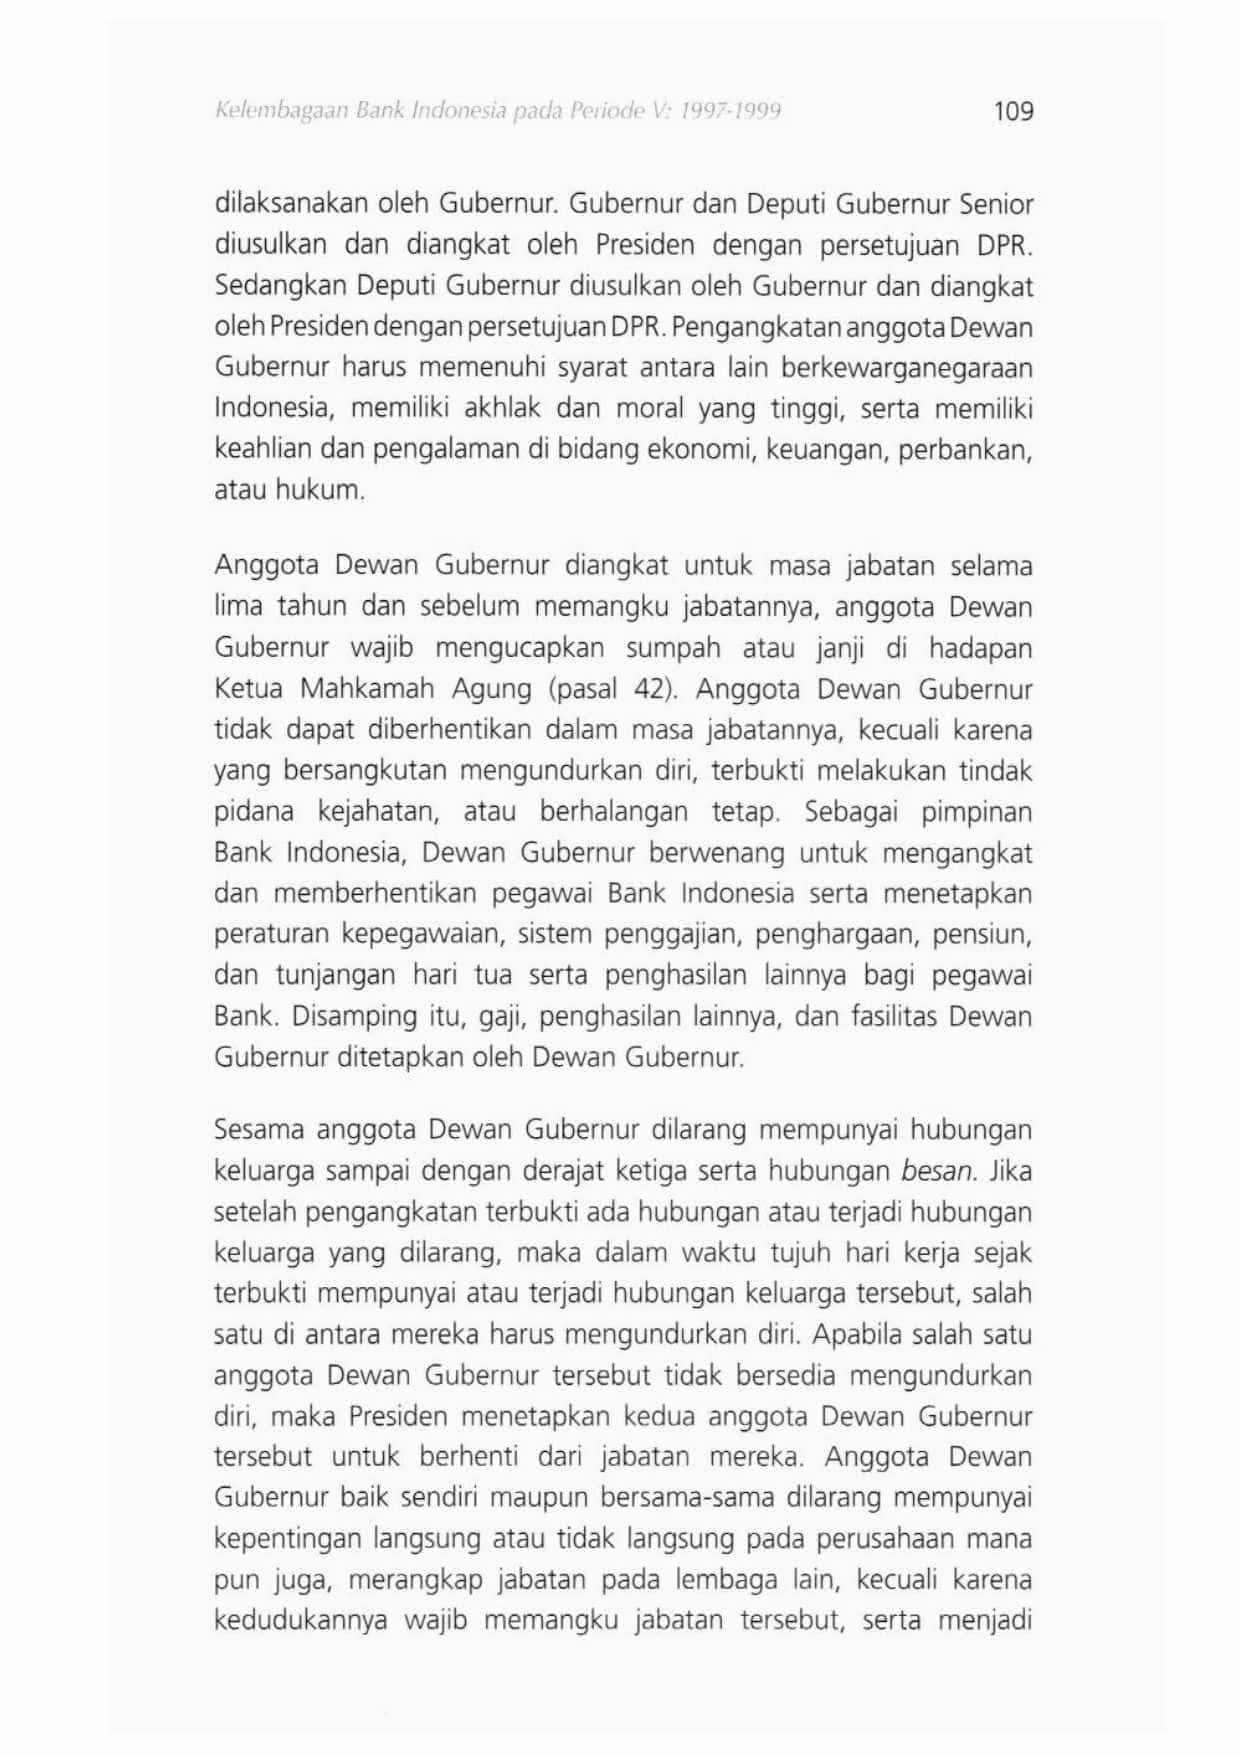 Kelembagaan Bank Indonesia pada Periode V: 1997-1999 109
dilaksanakan oleh Gubernur. Gubernur dan Deputi Gubernur Senior
diusulkan dan diangkat oleh Presiden dengan persetujuan DPR.
Sedangkan Deputi Gubernur diusulkan oleh Gubernur dan diangkat
oleh Presiden dengan persetujuan DPR. Pengangkatan anggota Dewan
Gubernur harus memenuhi syarat antara lain berkewarganegaraan
Indonesia, memiliki akhlak dan moral yang tinggi, serta memiliki
keahlian dan pengalaman di bidang ekonomi, keuangan, perbankan,
atau hukum.
Anggota Dewan Gubernur diangkat untuk masa jabatan selama
lima tahun dan sebelum memangku jabatannya, anggota Dewan
Gubernur wajib mengucapkan sumpah atau janji di hadapan
Ketua Mahkamah Agung (pasal 42). Anggota Dewan Gubernur
tidak dapat diberhentikan dalam masa jabatannya, kecuali karena
yang bersangkutan mengundurkan diri, terbukti melakukan tindak
pidana kejahatan, atau berhalangan tetap. Sebagai pimpinan
Bank Indonesia, Dewan Gubernur berwenang untuk mengangkat
dan memberhentikan pegawai Bank Indonesia serta menetapkan
peraturan kepegawaian, sistem penggajian, penghargaan, pensiun,
dan tunjangan hari tua serta penghasilan lainnya bagi pegawai
Bank. Disamping itu, gaji, penghasilan lainnya, dan fasilitas Dewan
Gubernur ditetapkan oleh Dewan Gubernur.
Sesama anggota Dewan Gubernur dilarang mempunyai hubungan
keluarga sampai dengan derajat ketiga serta hubungan besan. Jika
setelah pengangkatan terbukti ada hubungan atau terjadi hubungan
keluarga yang dilarang, maka dalam waktu tujuh hari kerja sejak
terbukti mempunyai atau terjadi hubungan keluarga tersebut, salah
satu di antara mereka harus mengundurkan diri. Apabila salah satu
anggota Dewan Gubernur tersebut tidak bersedia mengundurkan
diri, maka Presiden menetapkan kedua anggota Dewan Gubernur
tersebut untuk berhenti dari jabatan mereka. Anggota Dewan
Gubernur baik sendiri maupun bersama-sama dilarang mempunyai
kepentingan langsung atau tidak langsung pada perusahaan mana
pun juga, merangkap jabatan pada lembaga lain, kecuali karena
kedudukannya wajib memangku jabatan tersebut, serta menjadi